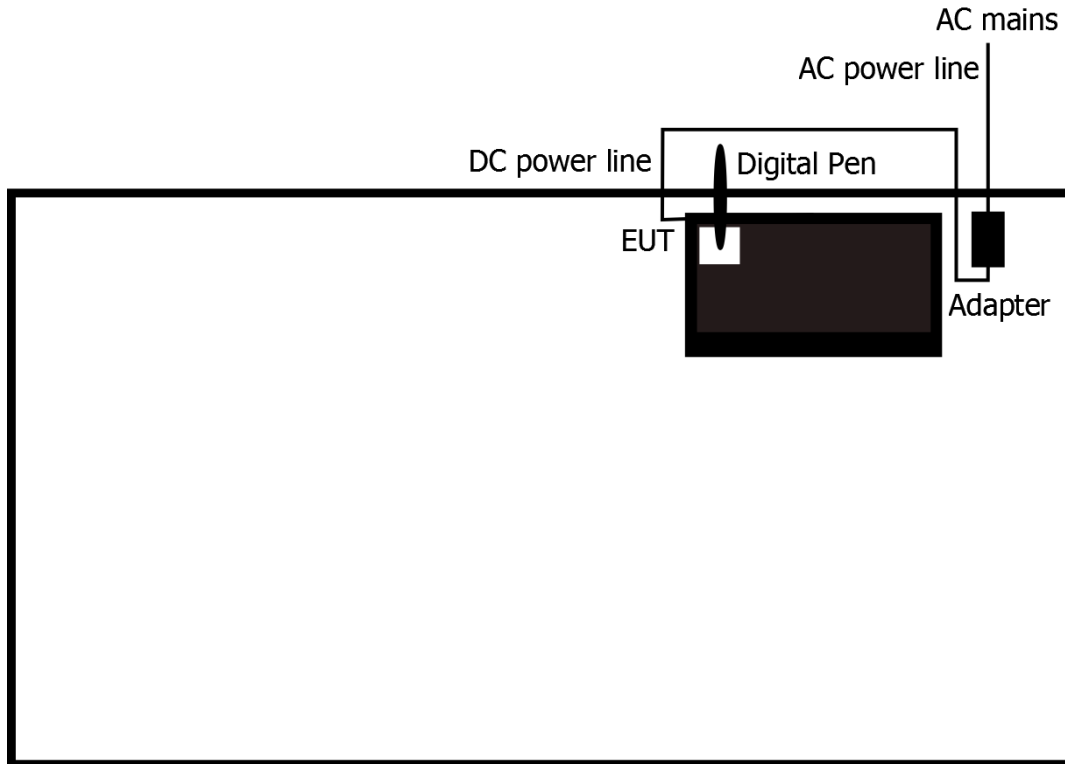 AC mains
AC power line
DC power line
Digital Pen
EUT
Adapter